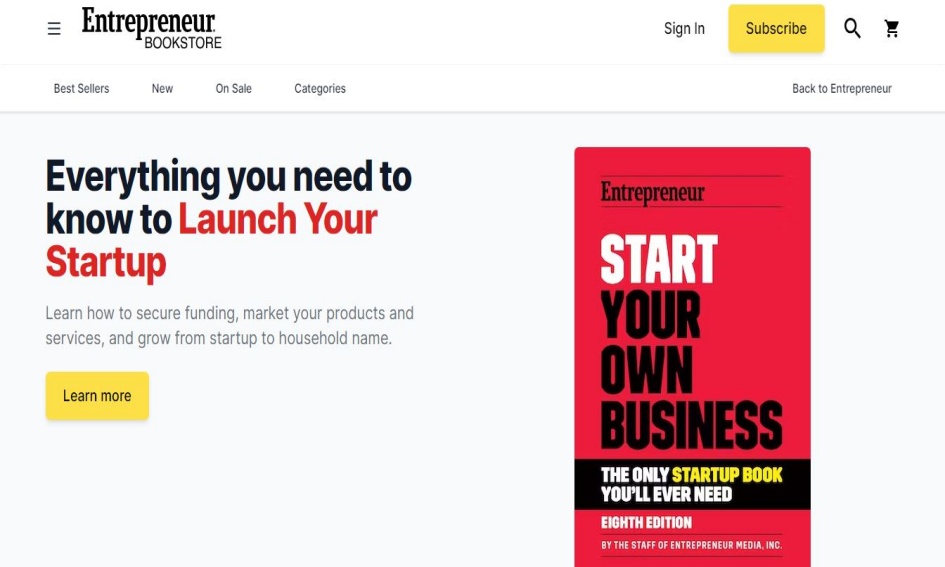 Entrepreneur
BOOKSTORE
Sign In
Subscribe
Best Sellers
New
On Sale
Categories
Back to Entrepreneur
Everything you need to
know to Launch Your
Startup
Learn how to secure funding, market your products and
services, and grow from startup to household name.
Learn more
Entrepreneur
START
YOUR
OWN
BUSINESS
THE ONLY STARTUP BOOK
YOU'LL EVER NEED
EIGHTH EDITION
BY THE STAFF OF ENTREPRENEUR MEDIA, INC.